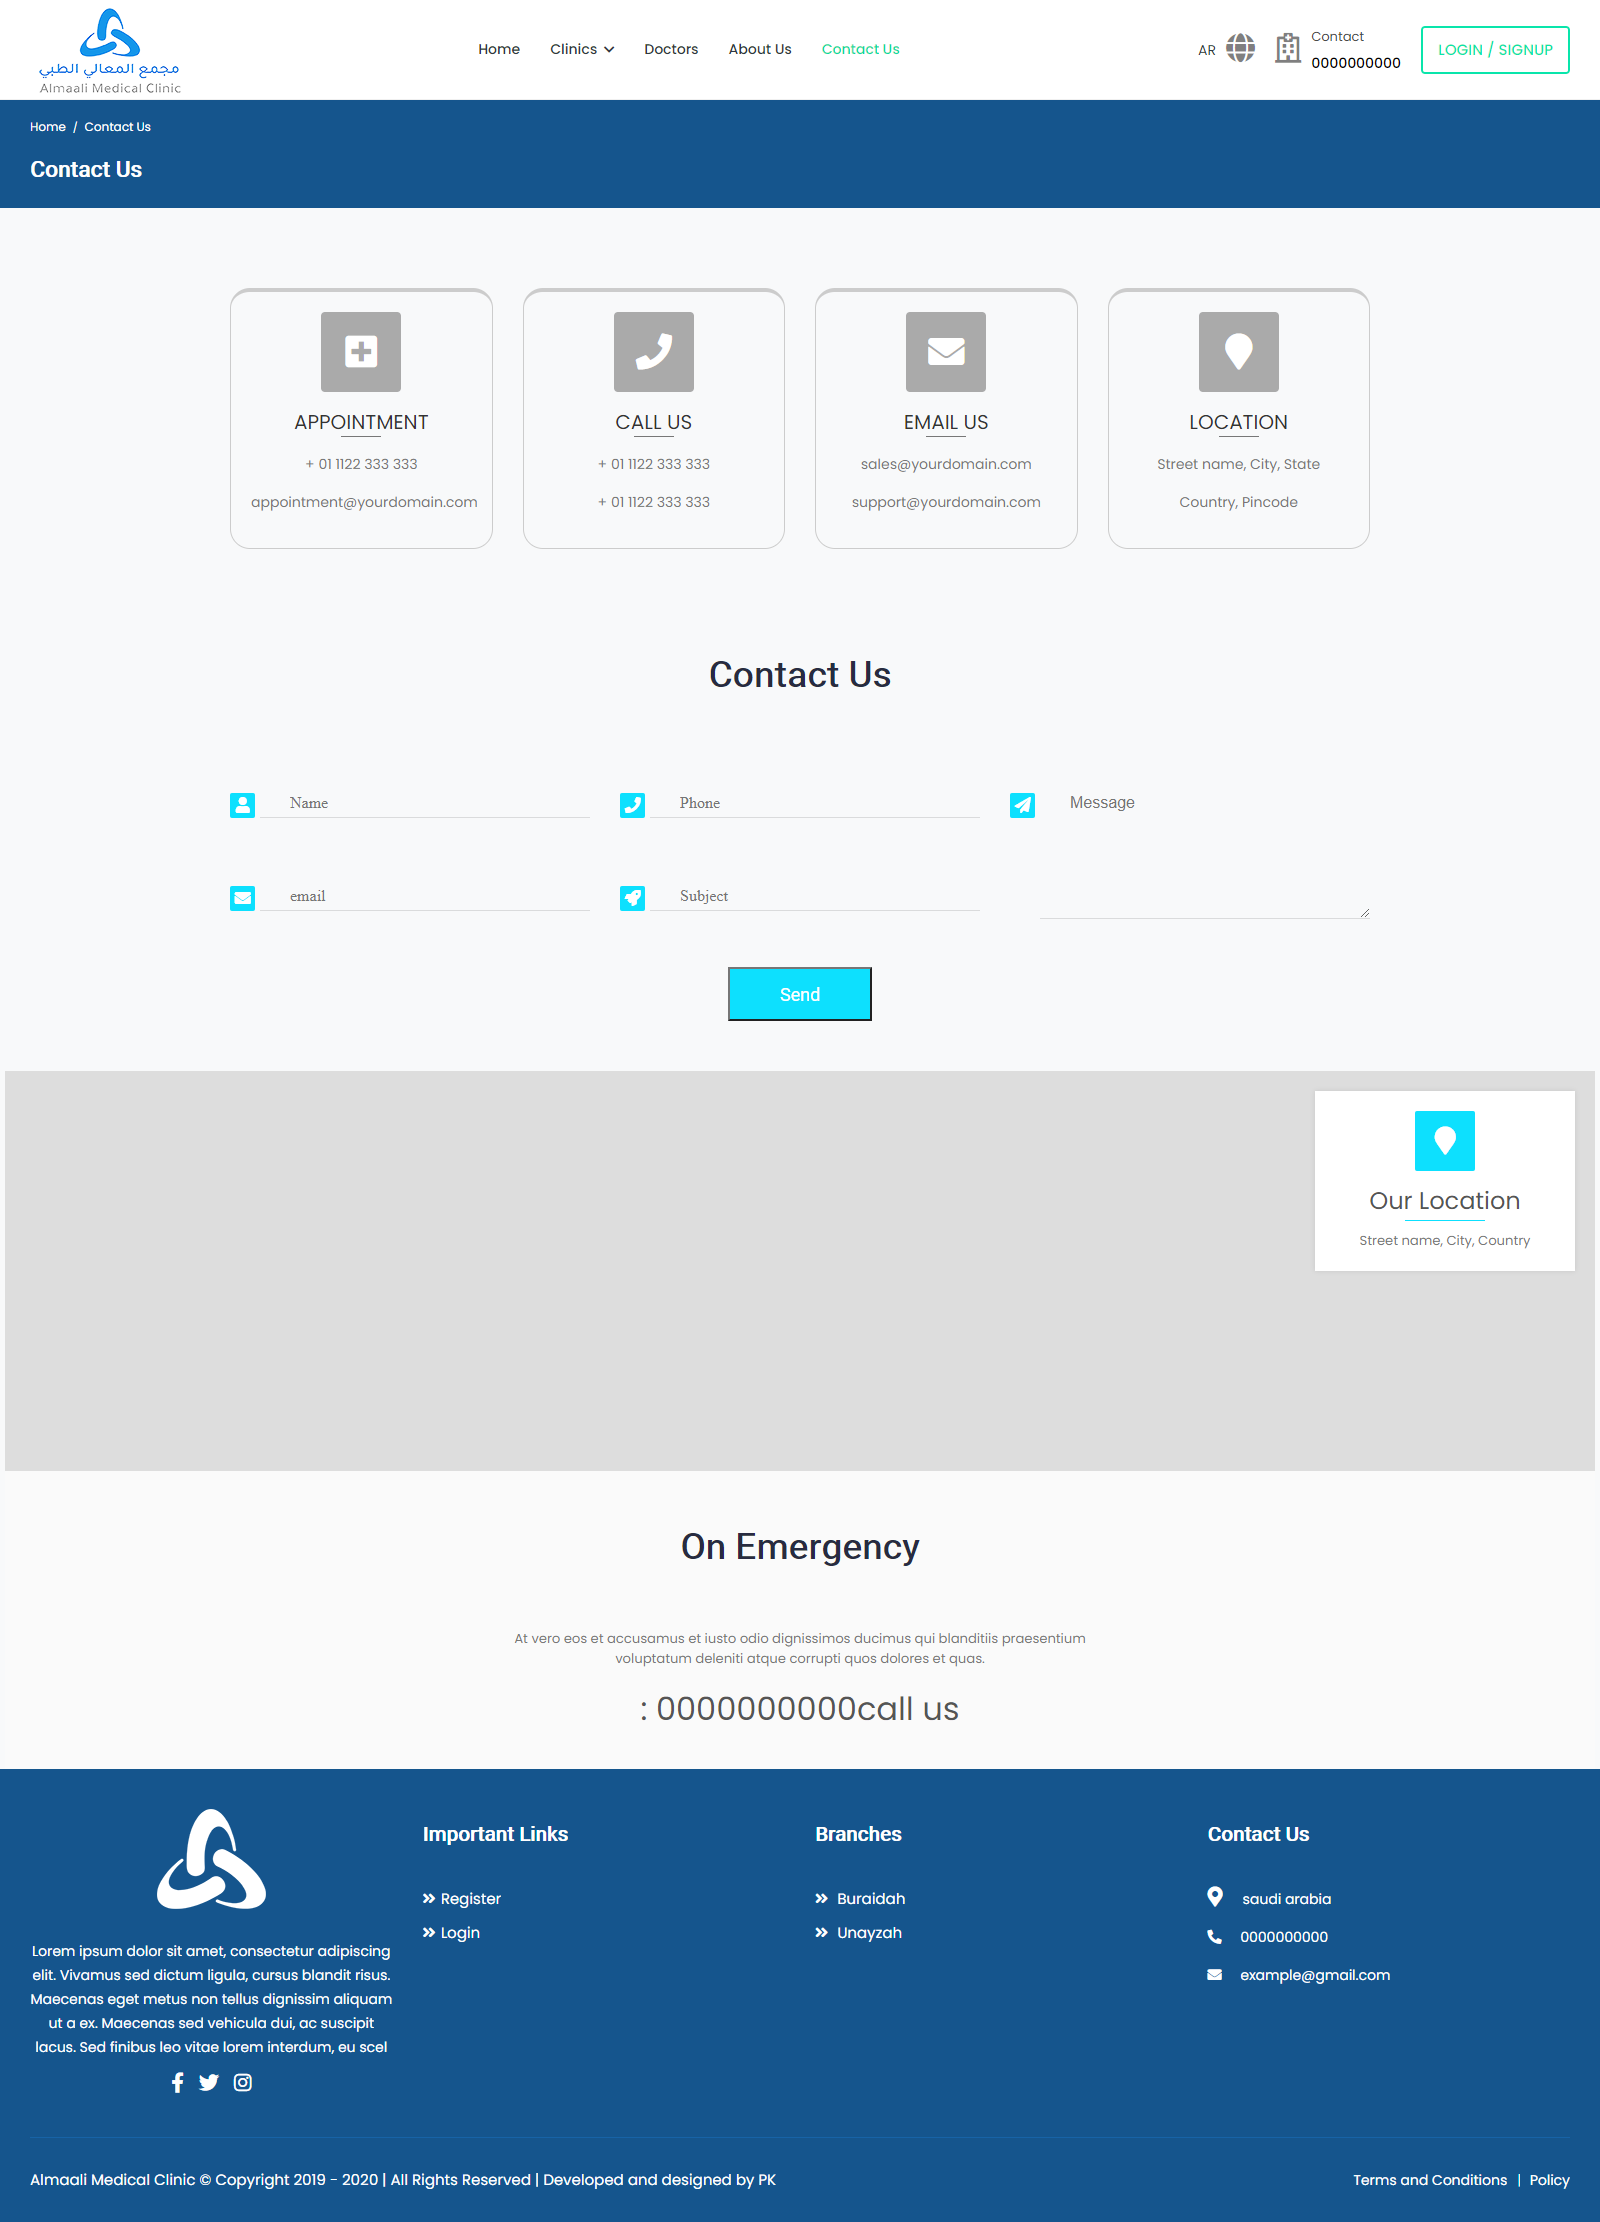 مجمع المعالي الطبي
Almaali Medical Clinic
Home
Clinics
Doctors
About Us
Contact Us
AR
Contact
0000000000
LOGIN / SIGNUP
Home / Contact Us
Contact Us
APPOINTMENT
+ 01 1122 333 333
appointment@yourdomain.com
CALL US
+ 01 1122 333 333
+ 01 1122 333 333
EMAIL US
sales@yourdomain.com
support@yourdomain.com
LOCATION
Street name, City, State
Country, Pincode
Contact Us
Name
Phone
Message
email
Subject
Send
Our Location
Street name, City, Country
On Emergency
At vero eos et accusamus et iusto odio dignissimos ducimus qui blanditiis praesentium
voluptatum deleniti atque corrupti quos dolores et quas.
: 0000000000call us
Lorem ipsum dolor sit amet, consectetur adipiscing
elit. Vivamus sed dictum ligula, cursus blandit risus.
Maecenas eget metus non tellus dignissim aliquam
ut a ex. Maecenas sed vehicula dui, ac suscipit
lacus. Sed finibus leo vitae lorem interdum, eu scel
Important Links
Register
Login
Branches
Buraidah
Unayzah
Contact Us
saudi arabia
0000000000
example@gmail.com
Almaali Medical Clinic © Copyright 2019 - 2020 | All Rights Reserved | Developed and designed by PK
Terms and Conditions | Policy